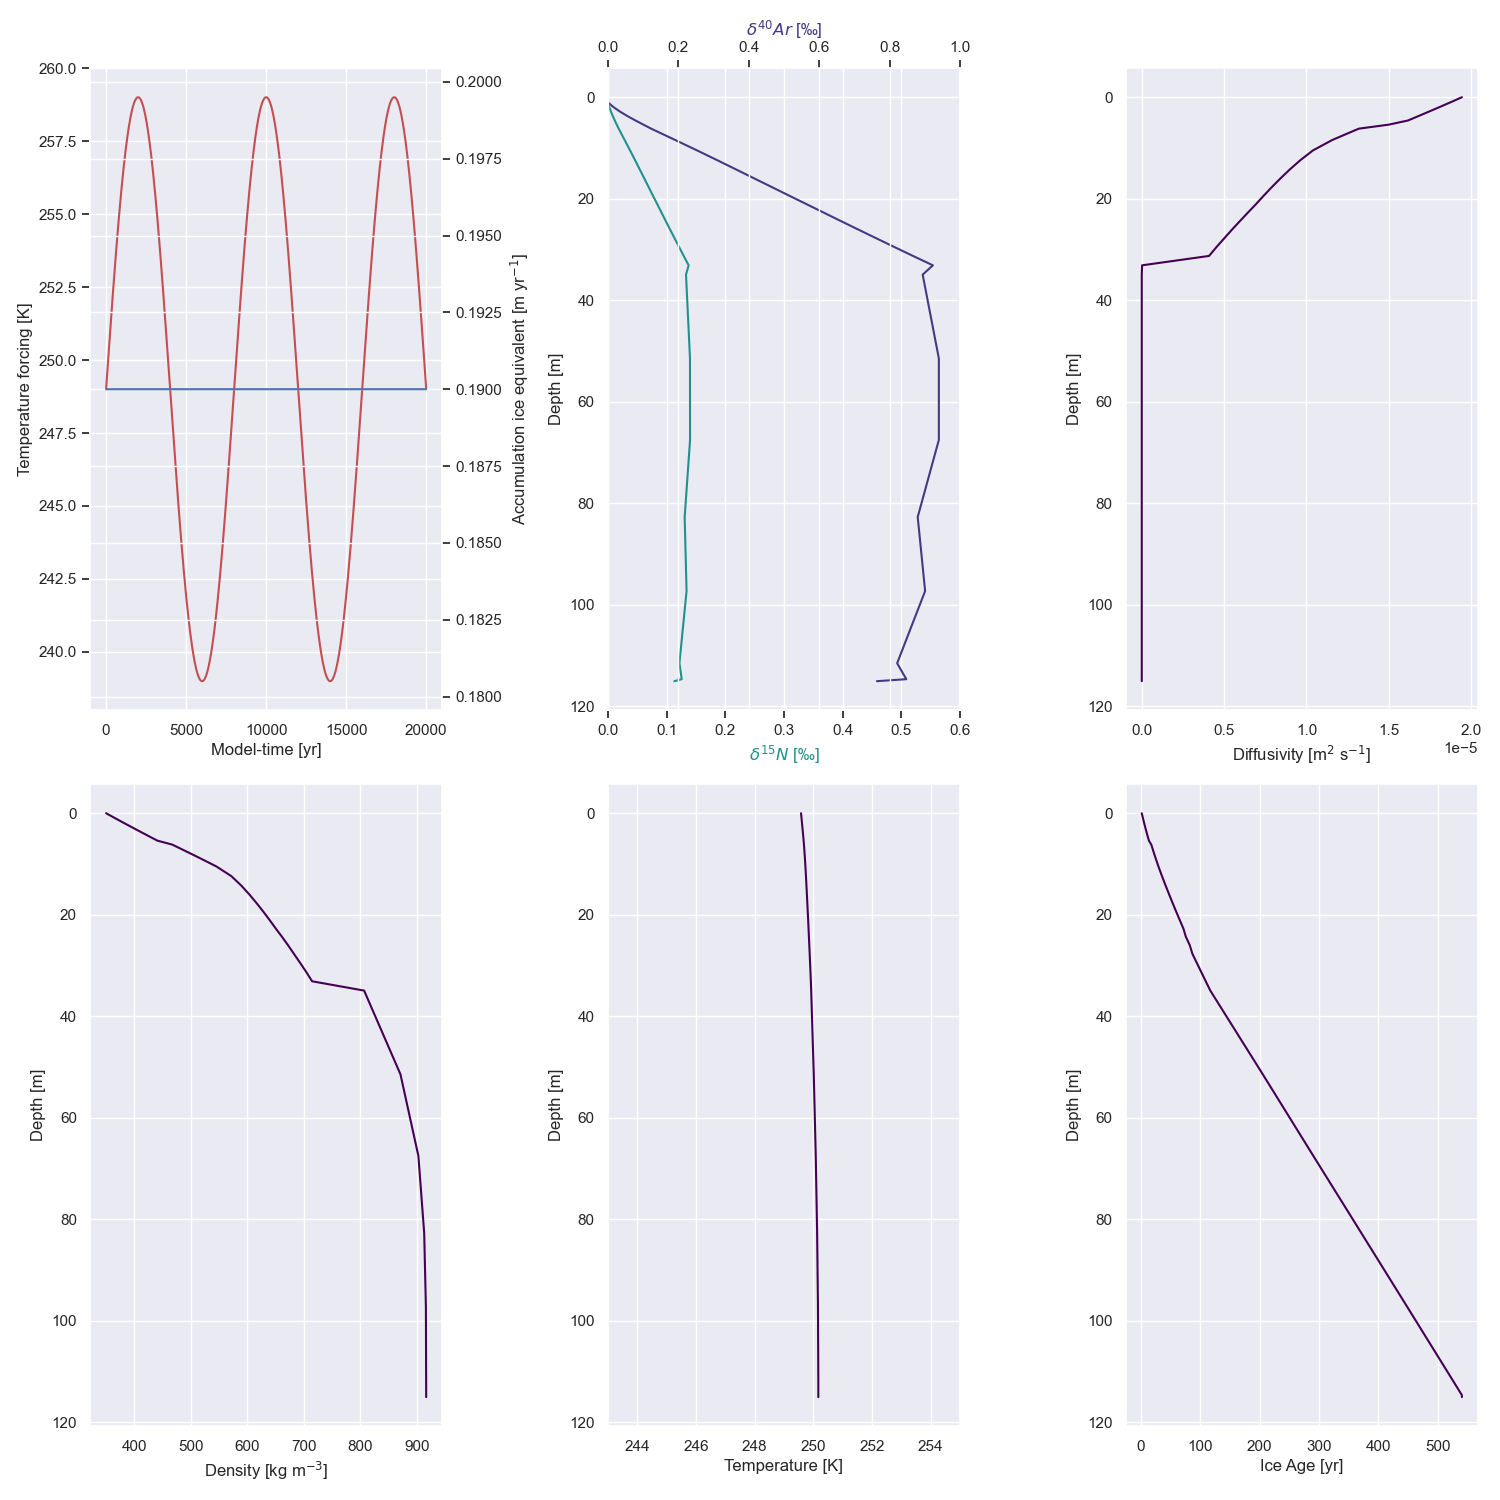 δ⁴⁰Ar [‰]
0.0 0.2 0.4 0.6 0.8 1.0
260.0
257.5
255.0
252.5
250.0
247.5
245.0
242.5
240.0
Temperature forcing [K]
0 5000 10000 15000 20000
Model-time [yr]
0.2000
0.1975
0.1950
0.1925
0.1900
0.1875
0.1850
0.1825
0.1800
Accumulation ice equivalent [m yr⁻¹]
0
20
40
60
80
100
120
Depth [m]
0.0 0.1 0.2 0.3 0.4 0.5 0.6
δ¹⁵N [‰]
0
20
40
60
80
100
120
Depth [m]
0.0 0.5 1.0 1.5 2.0
1e−5
Diffusivity [m² s⁻¹]
0
20
40
60
80
100
120
Depth [m]
400 500 600 700 800 900
Density [kg m⁻³]
0
20
40
60
80
100
120
Depth [m]
244 246 248 250 252 254
Temperature [K]
0
20
40
60
80
100
120
Depth [m]
0 100 200 300 400 500
Ice Age [yr]